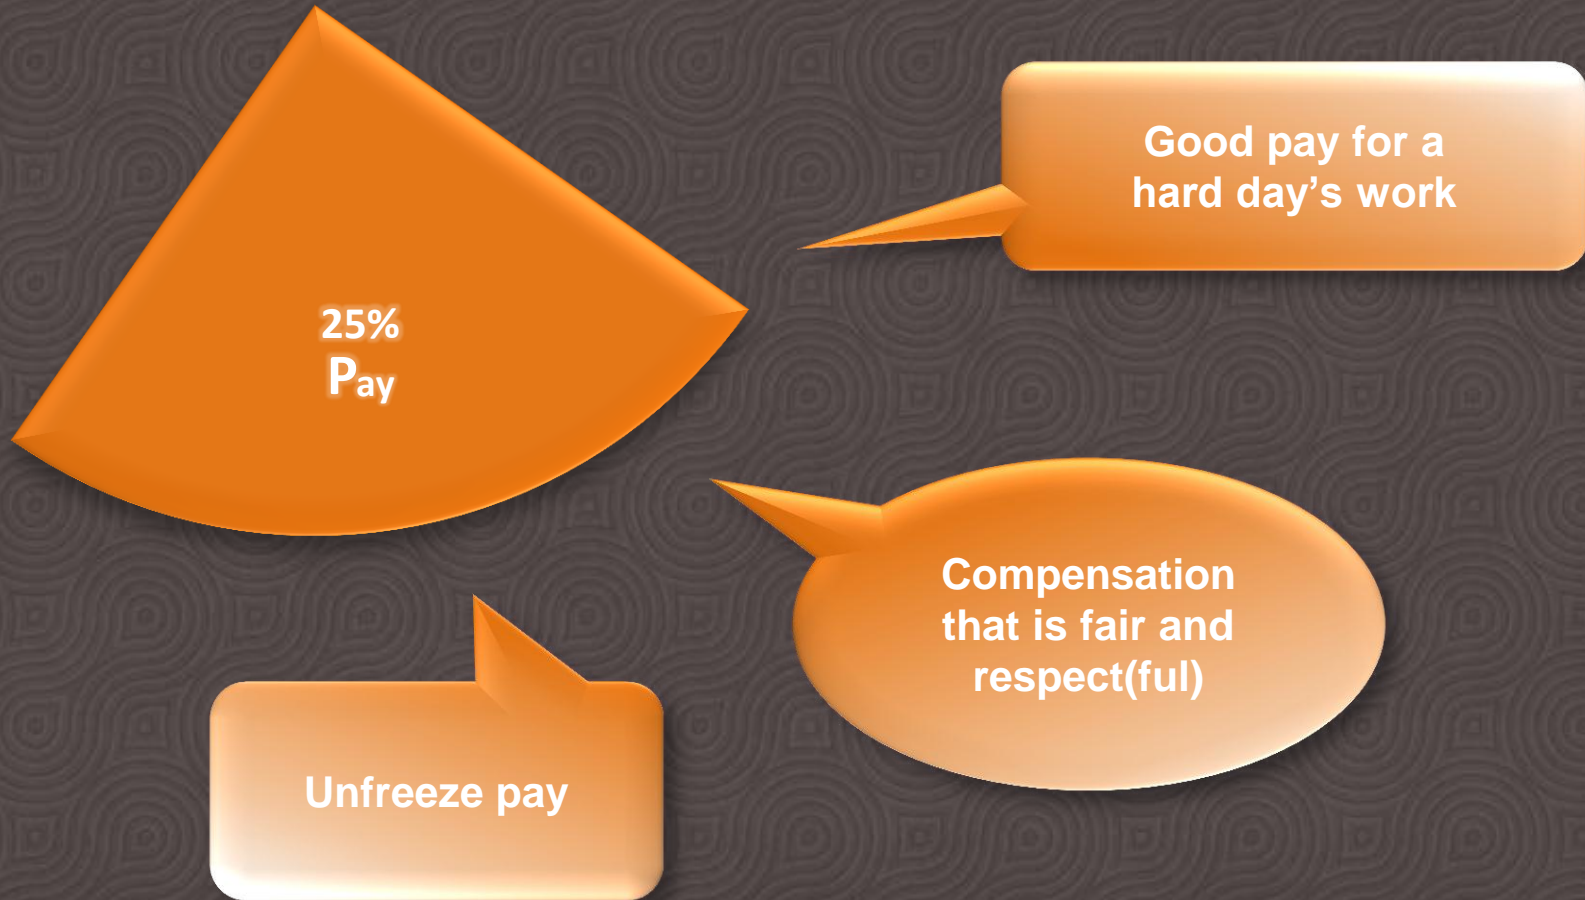 25%
Pay
Good pay for a
hard day’s work
Compensation
that is fair and
respect(ful)
Unfreeze pay